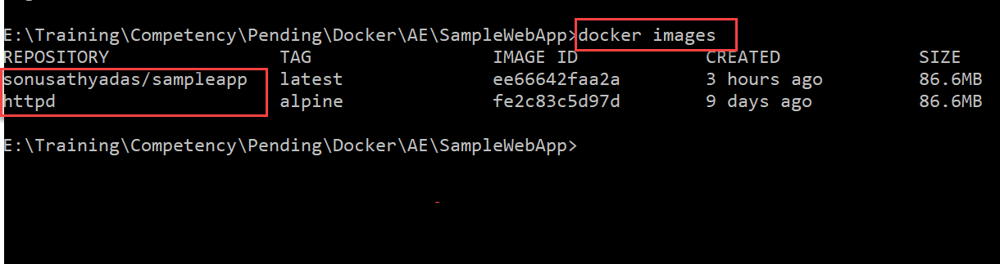 E:\Training\Competency\Pending\Docker\AE\SampleWebApp>docker images
REPOSITORY TAG IMAGE ID CREATED SIZE
sonusathyadas/sampleapp latest ee66642faa2a 3 hours ago 86.6MB
httpd alpine fe2c83c5d97d 9 days ago 86.6MB
E:\Training\Competency\Pending\Docker\AE\SampleWebApp>